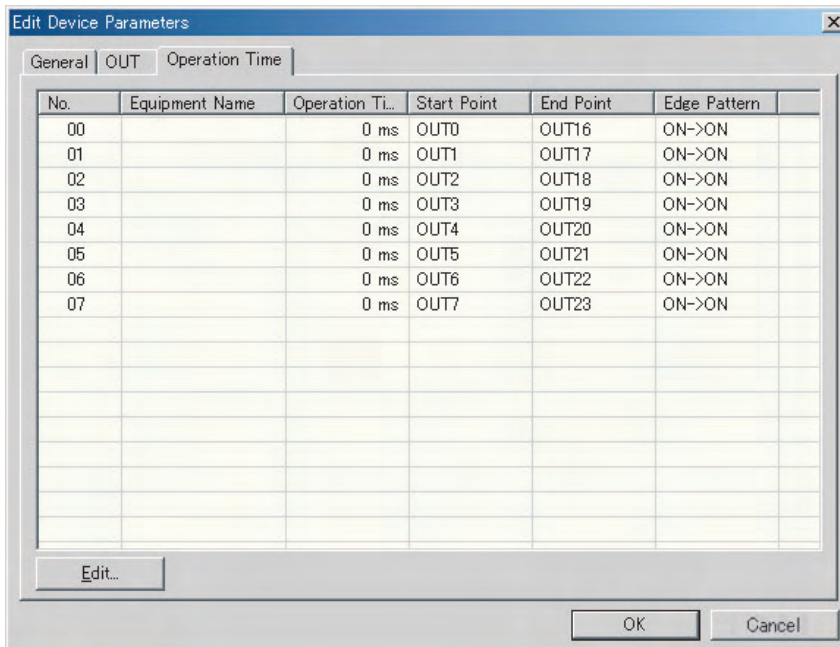 Edit Device Parameters
General OUT Operation Time
No. Equipment Name Operation Ti... Start Point End Point Edge Pattern
00 0 ms OUT0 OUT16 ON->ON
01 0 ms OUT1 OUT17 ON->ON
02 0 ms OUT2 OUT18 ON->ON
03 0 ms OUT3 OUT19 ON->ON
04 0 ms OUT4 OUT20 ON->ON
05 0 ms OUT5 OUT21 ON->ON
06 0 ms OUT6 OUT22 ON->ON
07 0 ms OUT7 OUT23 ON->ON
Edit...
OK Cancel